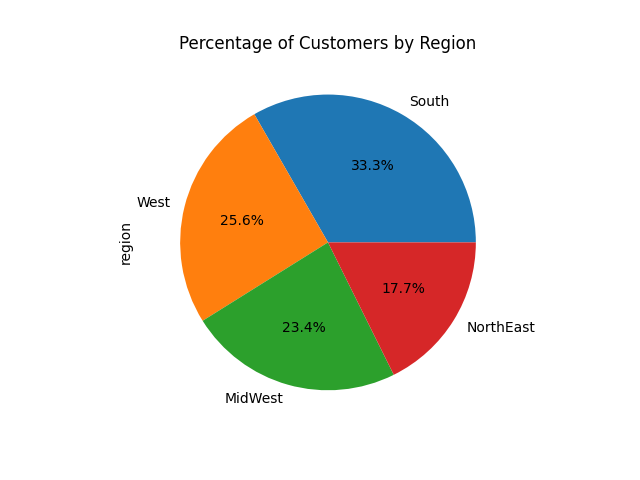 Percentage of Customers by Region
South
33.3%
West
25.6%
region
17.7%
23.4%
NorthEast
MidWest